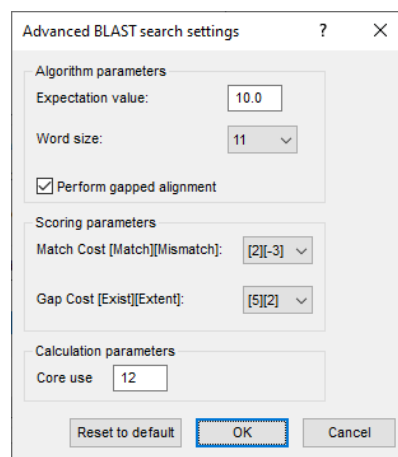 Advanced BLAST search settings ?
Algorithm parameters
Expectation value: 10.0
Word size: 11
Perform gapped alignment
Scoring parameters
Match Cost [Match][Mismatch]: [2][-3]
Gap Cost [Exist][Extent]: [5][2]
Calculation parameters
Core use 12
Reset to default OK Cancel